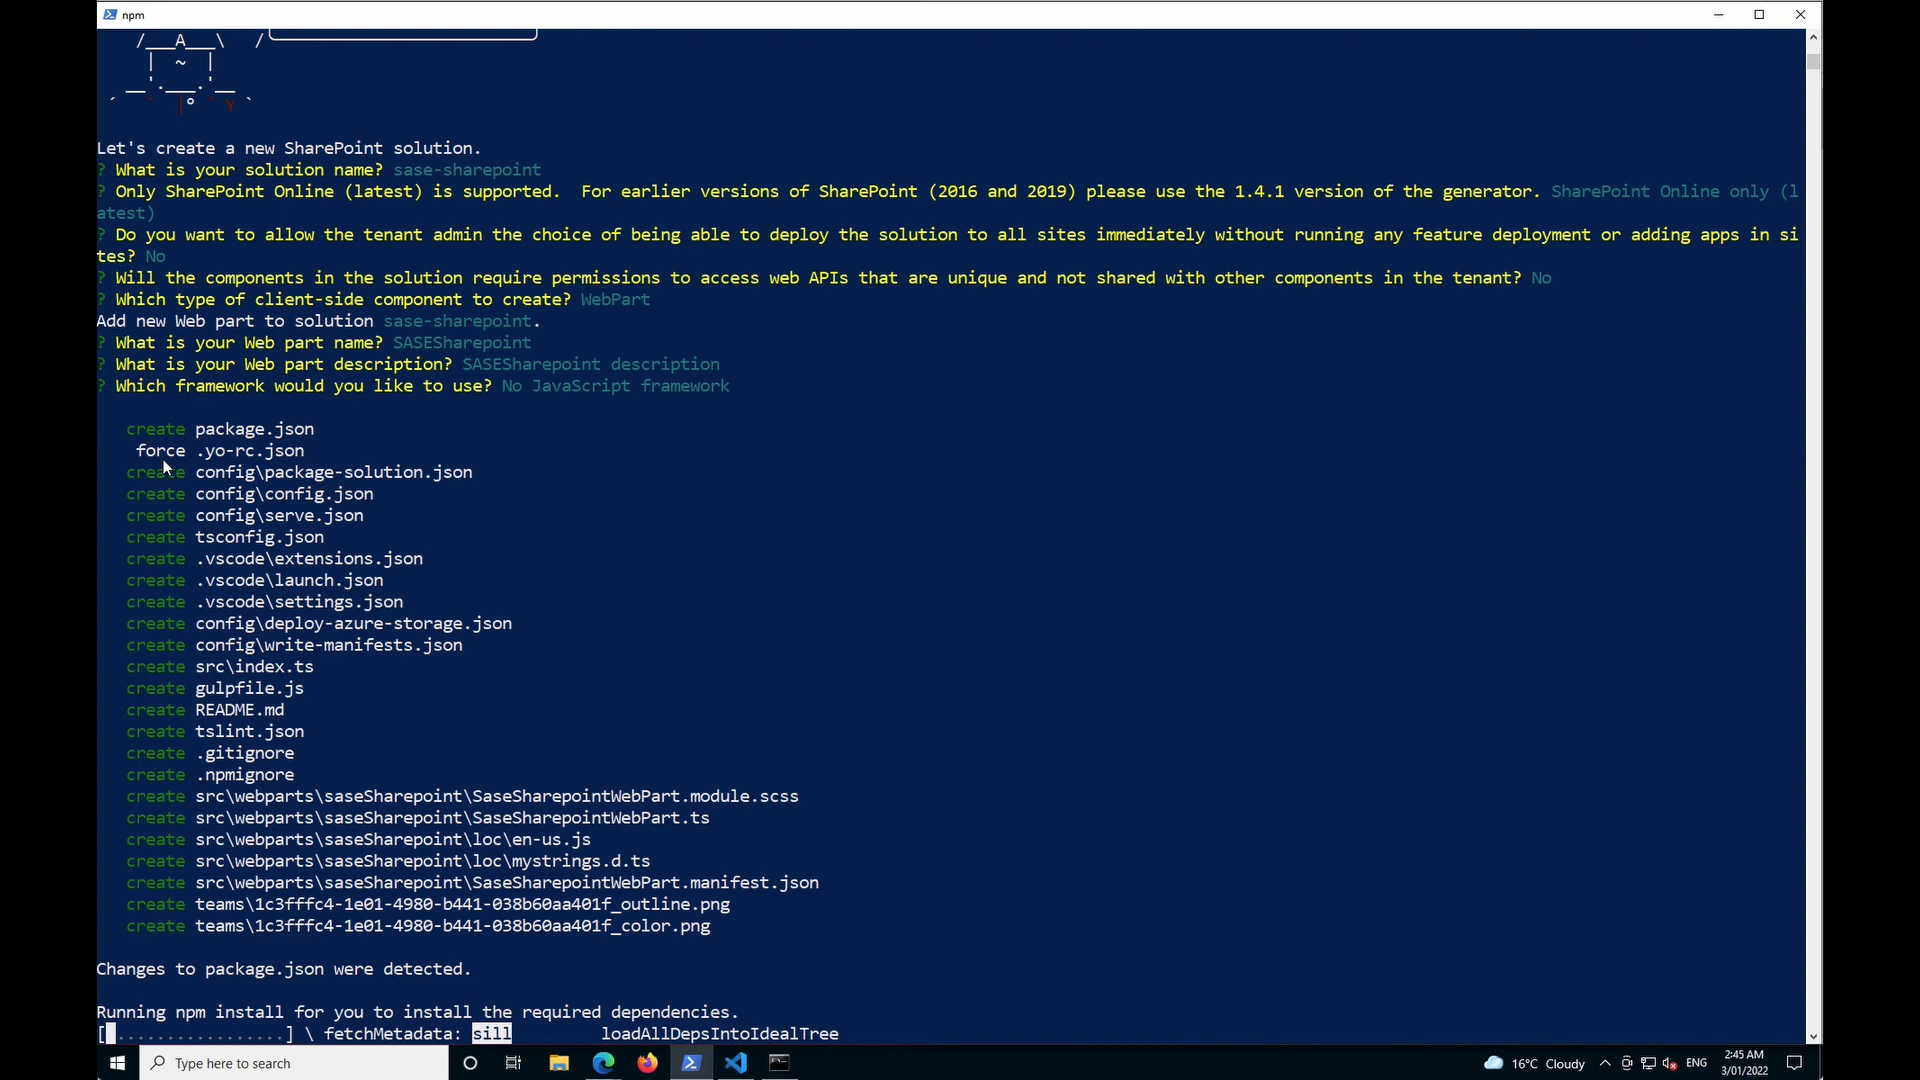 npm
/___A___\   /
|  ~  |
__'.___.'__
´   `  |° ´ Y `
Let's create a new SharePoint solution.
? What is your solution name? sase-sharepoint
? Only SharePoint Online (latest) is supported.  For earlier versions of SharePoint (2016 and 2019) please use the 1.4.1 version of the generator. SharePoint Online only (l
atest)
? Do you want to allow the tenant admin the choice of being able to deploy the solution to all sites immediately without running any feature deployment or adding apps in si
tes? No
? Will the components in the solution require permissions to access web APIs that are unique and not shared with other components in the tenant? No
? Which type of client-side component to create? WebPart
Add new Web part to solution sase-sharepoint.
? What is your Web part name? SASESharepoint
? What is your Web part description? SASESharepoint description
? Which framework would you like to use? No JavaScript framework
create package.json
force .yo-rc.json
create config\package-solution.json
create config\config.json
create config\serve.json
create tsconfig.json
create .vscode\extensions.json
create .vscode\launch.json
create .vscode\settings.json
create config\deploy-azure-storage.json
create config\write-manifests.json
create src\index.ts
create gulpfile.js
create README.md
create tslint.json
create .gitignore
create .npmignore
create src\webparts\saseSharepoint\SaseSharepointWebPart.module.scss
create src\webparts\saseSharepoint\SaseSharepointWebPart.ts
create src\webparts\saseSharepoint\loc\en-us.js
create src\webparts\saseSharepoint\loc\mystrings.d.ts
create src\webparts\saseSharepoint\SaseSharepointWebPart.manifest.json
create teams\1c3fffc4-1e01-4980-b441-038b60aa401f_outline.png
create teams\1c3fffc4-1e01-4980-b441-038b60aa401f_color.png
Changes to package.json were detected.
Running npm install for you to install the required dependencies.
[ .................] \ fetchMetadata: sill         loadAllDepsIntoIdealTree
Type here to search
16°C Cloudy
ENG
2:45 AM
3/01/2022